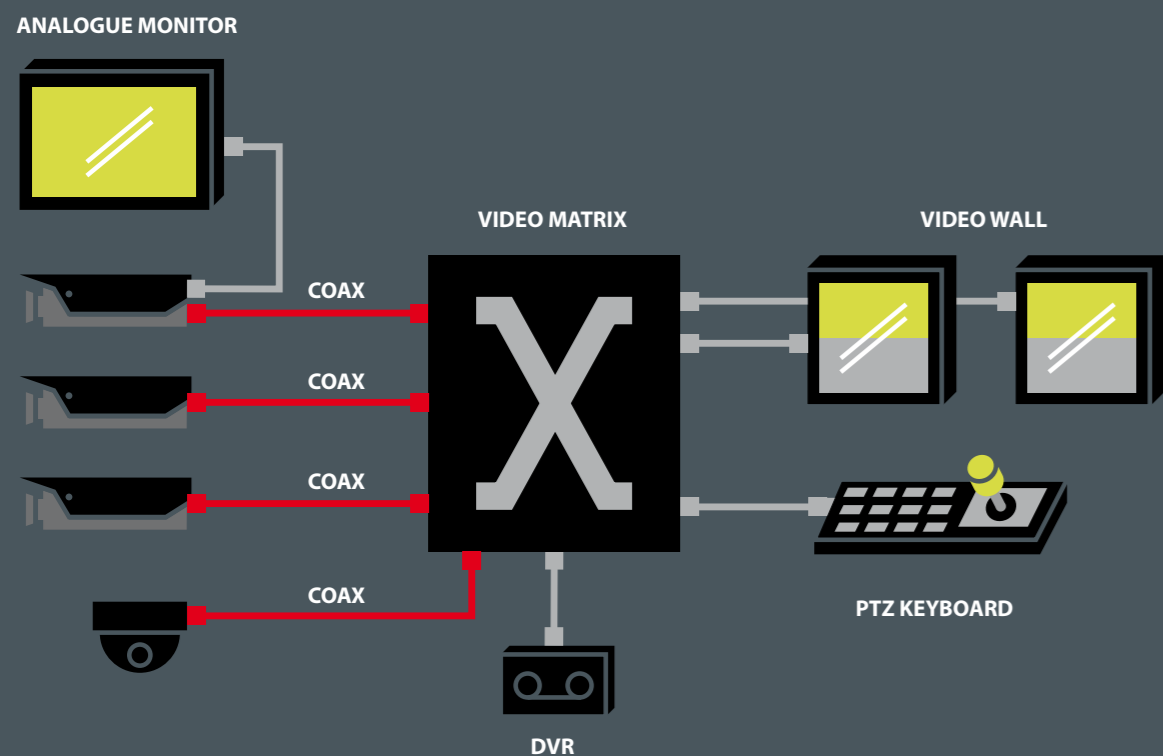 ANALOGUE MONITOR
VIDEO MATRIX
VIDEO WALL
COAX
COAX
COAX
COAX
PTZ KEYBOARD
DVR